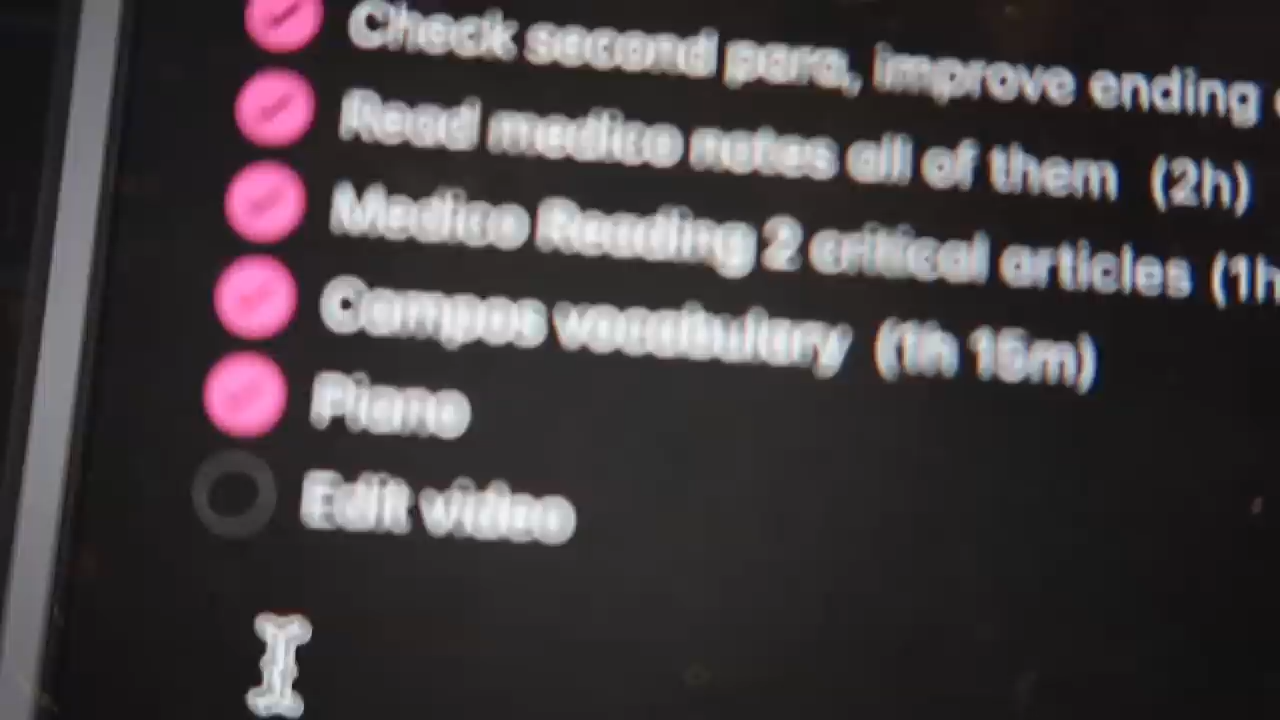 Check second para, improve ending
Read medico notes all of them (2h)
Medico Reading 2 critical articles (1h
Campos vocabulary (1h 15m)
Piano
Edit video